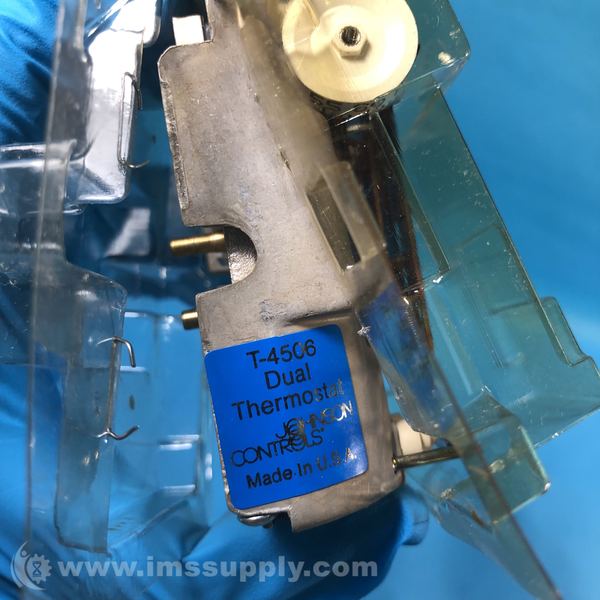 T-4506
Dual
Thermostat
JOHNSON
CONTROLS
Made In U.S.A.
www.imssupply.com